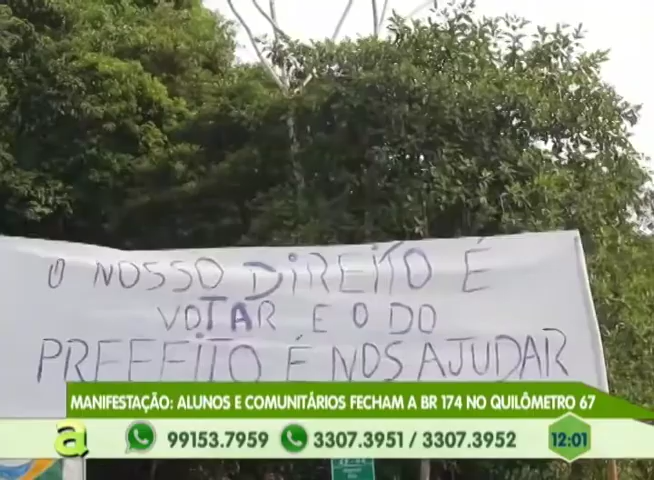 O NOSSO DiREiTO É
VOTAR E O DO
PREFEiTO É NOS AJUDAR
MANIFESTAÇÃO: ALUNOS E COMUNITÁRIOS FECHAM A BR 174 NO QUILÔMETRO 67
a 99153.7959 3307.3951 / 3307.3952 12:01